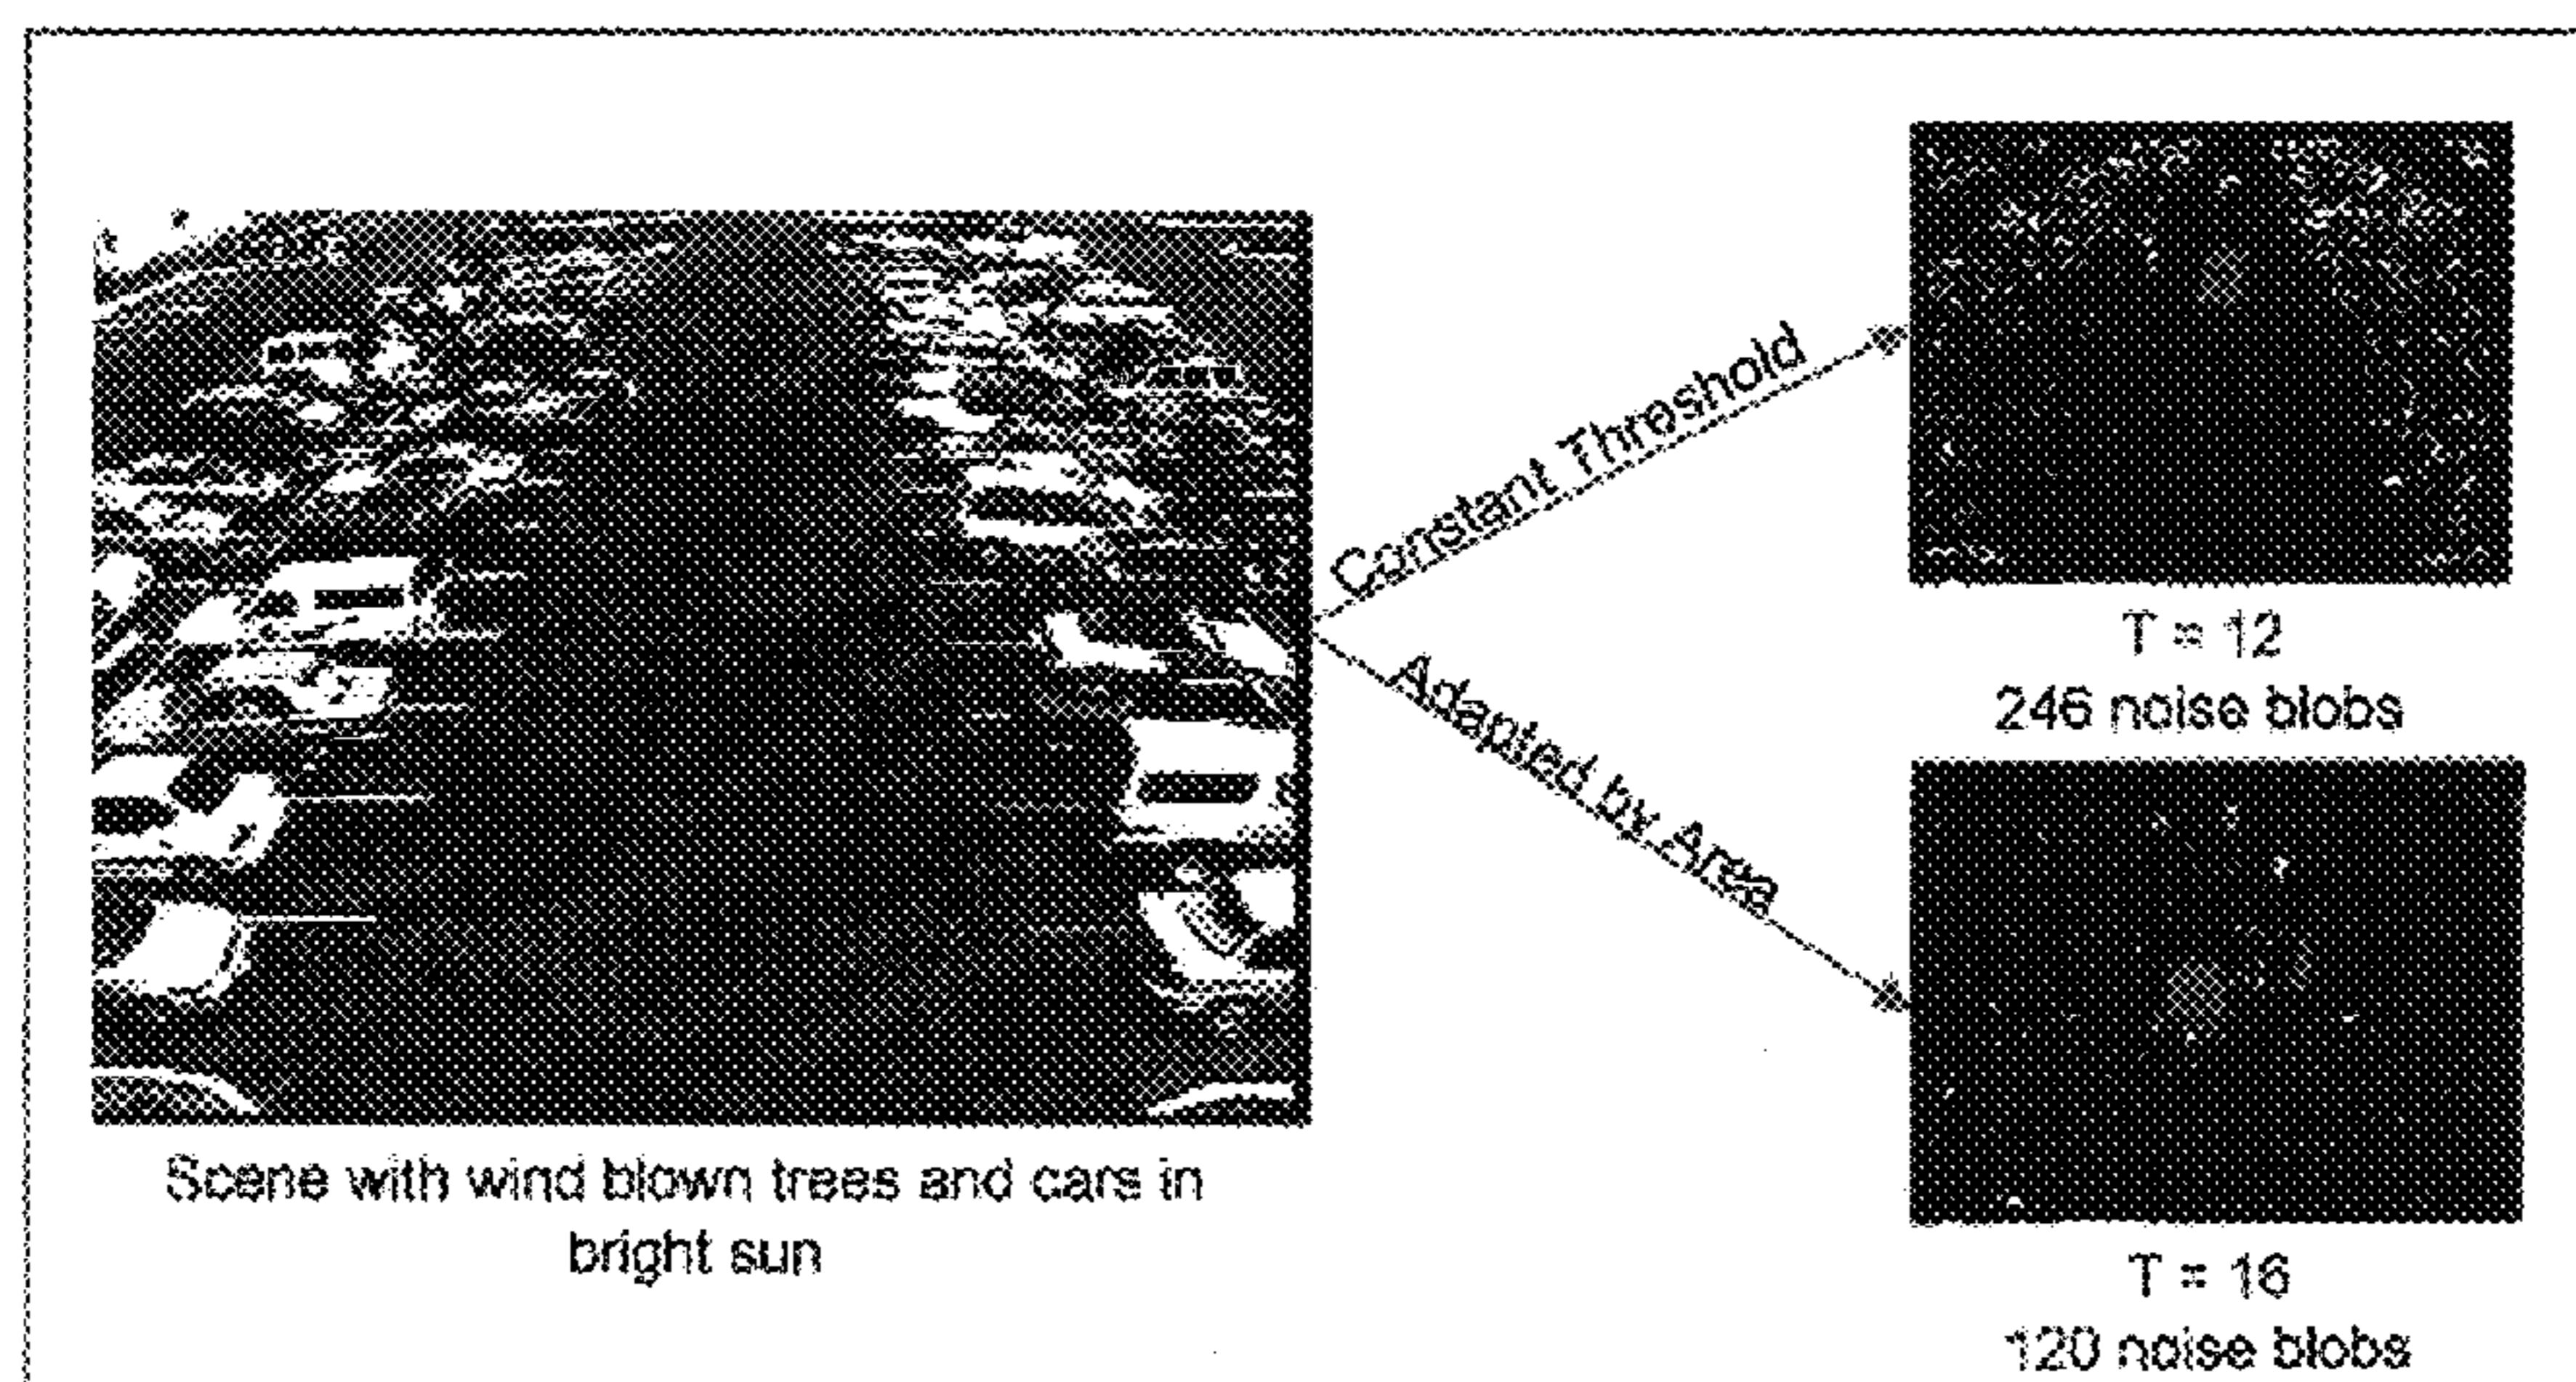 Constant Threshold
T = 12
246 noise blobs
Adapted by Area
T = 16
120 noise blobs
Scene with wind blown trees and cars in
bright sun